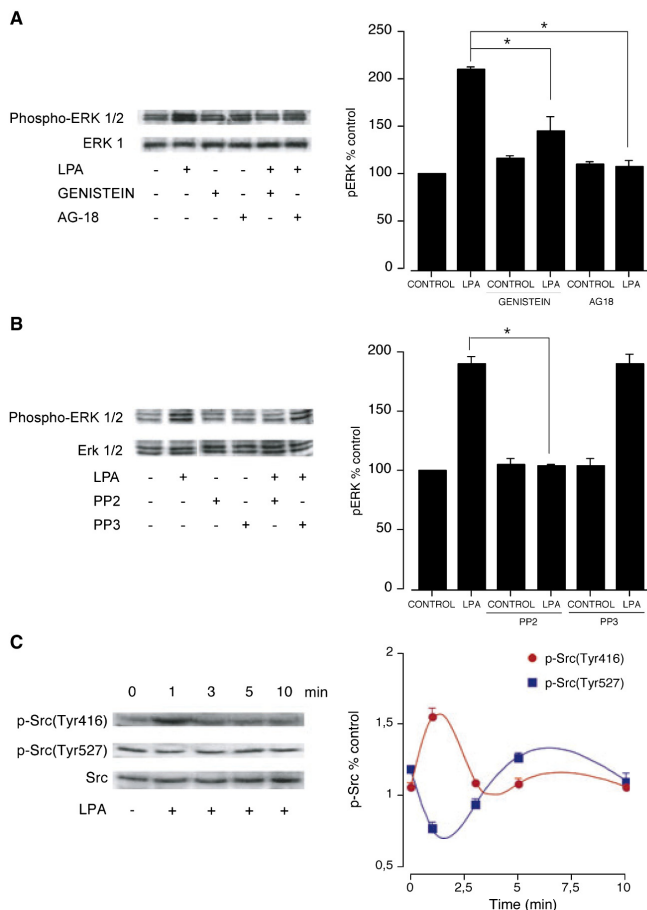 A
Phospho-ERK 1/2
ERK 1
LPA - + - - + +
GENISTEIN - - + - + -
AG-18 - - - + - +
pERK % control
250
200
150
100
50
0
* *
CONTROL LPA CONTROL LPA CONTROL LPA
GENISTEIN AG18
B
Phospho-ERK 1/2
Erk 1/2
LPA - + - - + +
PP2 - - + - + -
PP3 - - - + - +
pERK % control
200
150
100
50
0
*
CONTROL LPA CONTROL LPA CONTROL LPA
PP2 PP3
C
0 1 3 5 10 min
p-Src(Tyr416)
p-Src(Tyr527)
Src
LPA - + + + +
p-Src % control
2
1,5
1
0,5
p-Src(Tyr416)
p-Src(Tyr527)
0 2,5 5 7,5 10
Time (min)